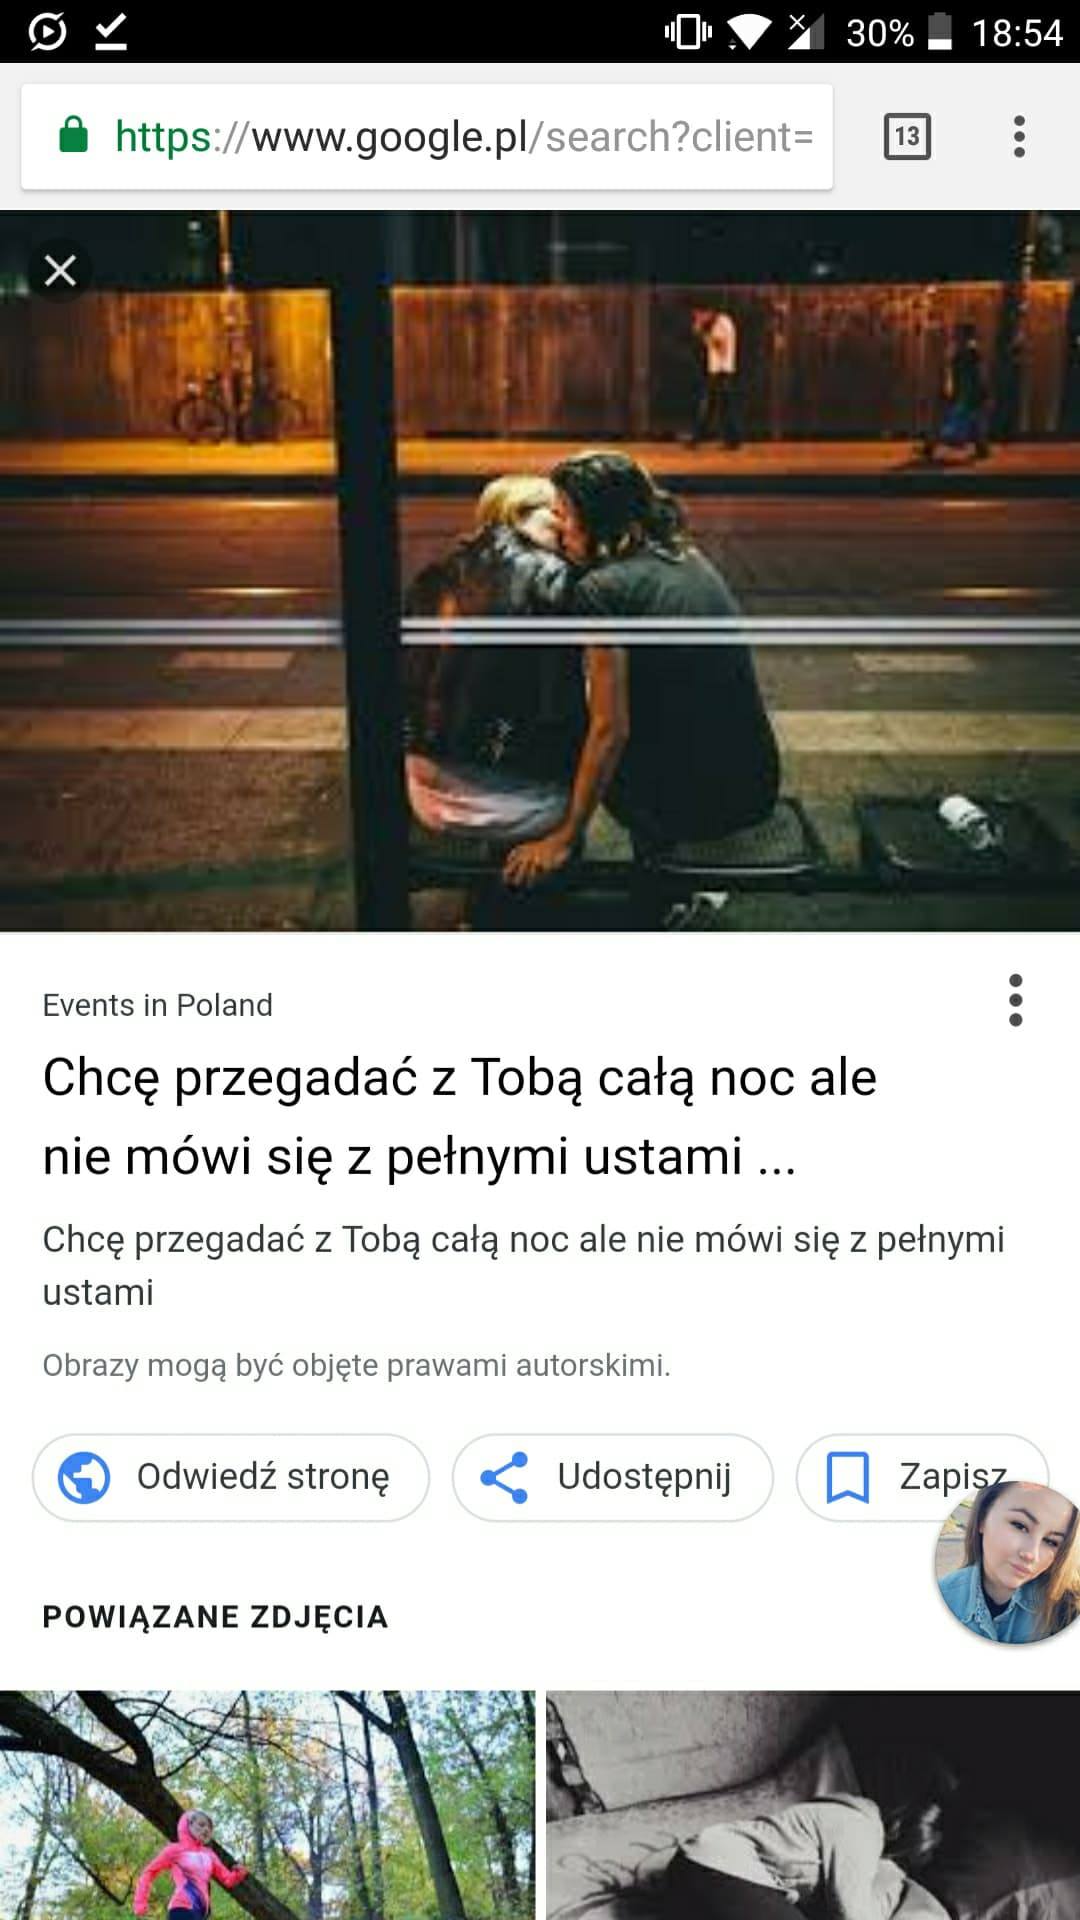 30% 18:54
https://www.google.pl/search?client=
13
Events in Poland
Chcę przegadać z Tobą całą noc ale
nie mówi się z pełnymi ustami ...
Chcę przegadać z Tobą całą noc ale nie mówi się z pełnymi
ustami
Obrazy mogą być objęte prawami autorskimi.
Odwiedź stronę
Udostępnij
Zapisz
POWIĄZANE ZDJĘCIA